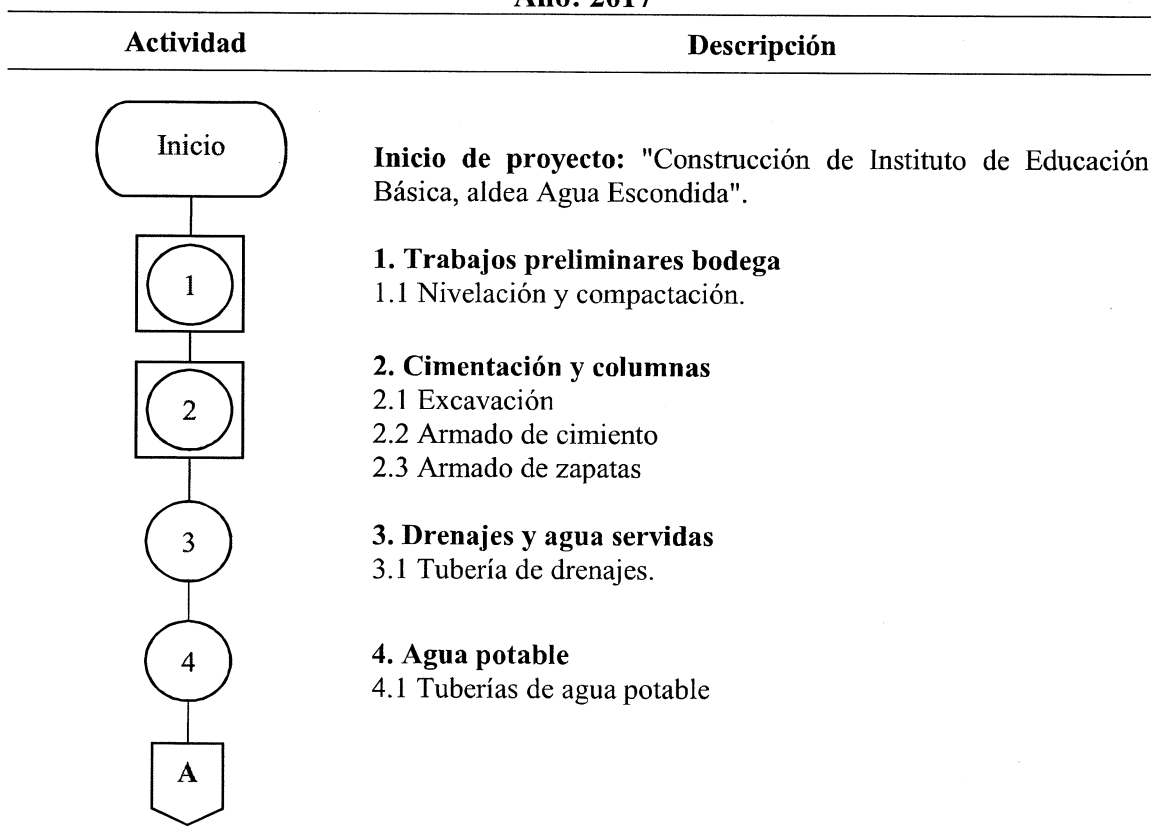 Año: 2017
Actividad Descripción
Inicio
Inicio de proyecto: "Construcción de Instituto de Educación
Básica, aldea Agua Escondida".
1
1. Trabajos preliminares bodega
1.1 Nivelación y compactación.
2
2. Cimentación y columnas
2.1 Excavación
2.2 Armado de cimiento
2.3 Armado de zapatas
3
3. Drenajes y agua servidas
3.1 Tubería de drenajes.
4
4. Agua potable
4.1 Tuberías de agua potable
A